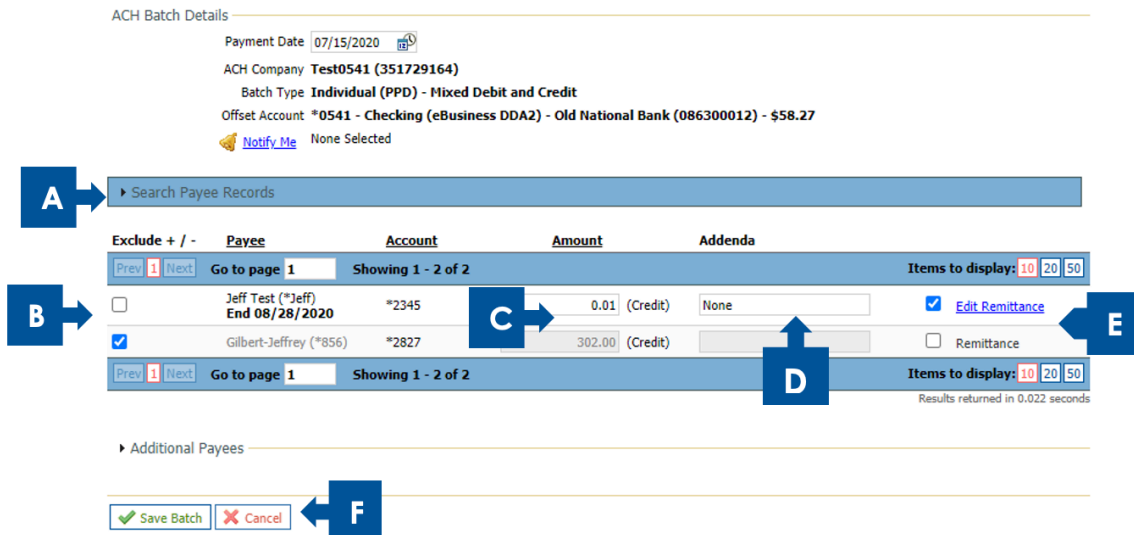 ACH Batch Details
Payment Date 07/15/2020
ACH Company Test0541 (351729164)
Batch Type Individual (PPD) - Mixed Debit and Credit
Offset Account *0541 - Checking (eBusiness DDA2) - Old National Bank (086300012) - $58.27
Notify Me None Selected
A
Search Payee Records
Exclude + / - Payee Account Amount Addenda
Prev 1 Next Go to page 1 Showing 1 - 2 of 2 Items to display: 10 20 50
B
Jeff Test (*Jeff) *2345 0.01 (Credit) None Edit Remittance
End 08/28/2020
C
E
Gilbert-Jeffrey (*856) *2827 302.00 (Credit) Remittance
D
Prev 1 Next Go to page 1 Showing 1 - 2 of 2 Items to display: 10 20 50
Results returned in 0.022 seconds
Additional Payees
Save Batch Cancel
F